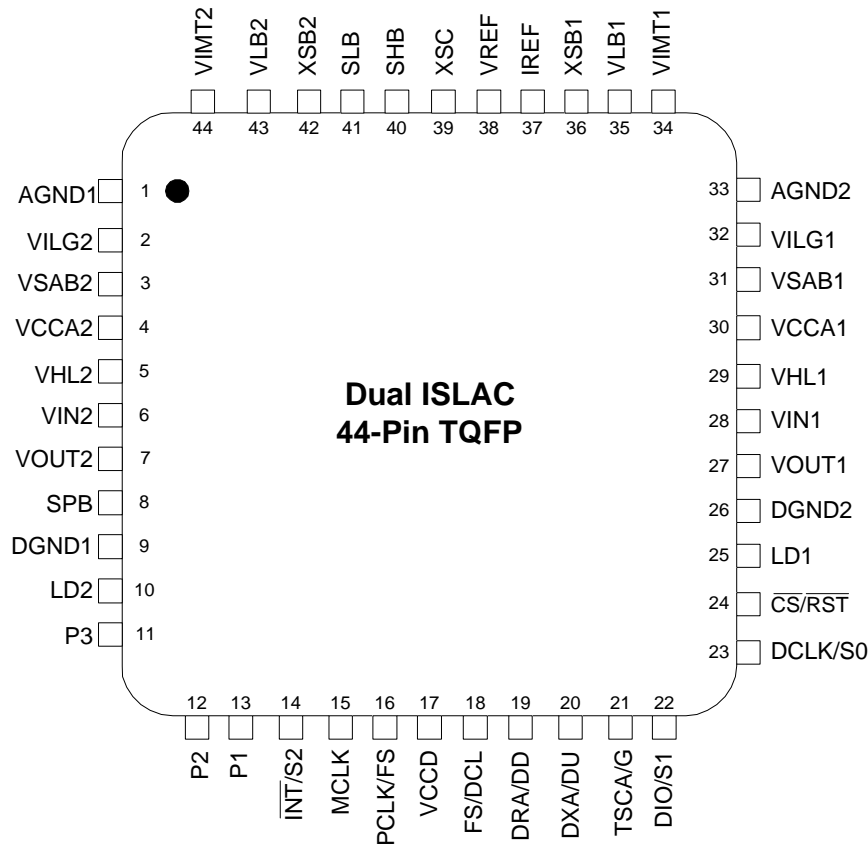 VIMT2
VLB2
XSB2
SLB
SHB
XSC
VREF
IREF
XSB1
VLB1
VIMT1
44 43 42 41 40 39 38 37 36 35 34
AGND1 1
VILG2 2
VSAB2 3
VCCA2 4
VHL2 5
VIN2 6
VOUT2 7
SPB 8
DGND1 9
LD2 10
P3 11
Dual ISLAC
44-Pin TQFP
33 AGND2
32 VILG1
31 VSAB1
30 VCCA1
29 VHL1
28 VIN1
27 VOUT1
26 DGND2
25 LD1
24 C̅S̅/R̅S̅T̅
23 DCLK/S0
12 13 14 15 16 17 18 19 20 21 22
P2
P1
I̅N̅T̅/S2
MCLK
PCLK/FS
VCCD
FS/DCL
DRA/DD
DXA/DU
TSCA/G
DIO/S1